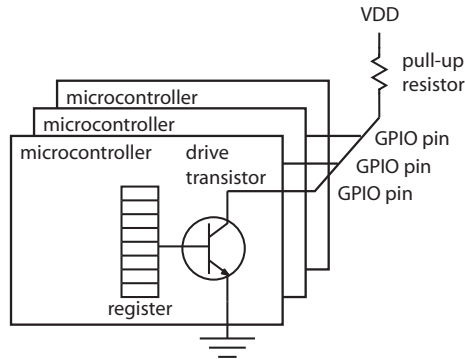 VDD
pull-up
resistor
microcontroller
microcontroller
microcontroller
drive
transistor
GPIO pin
GPIO pin
GPIO pin
register